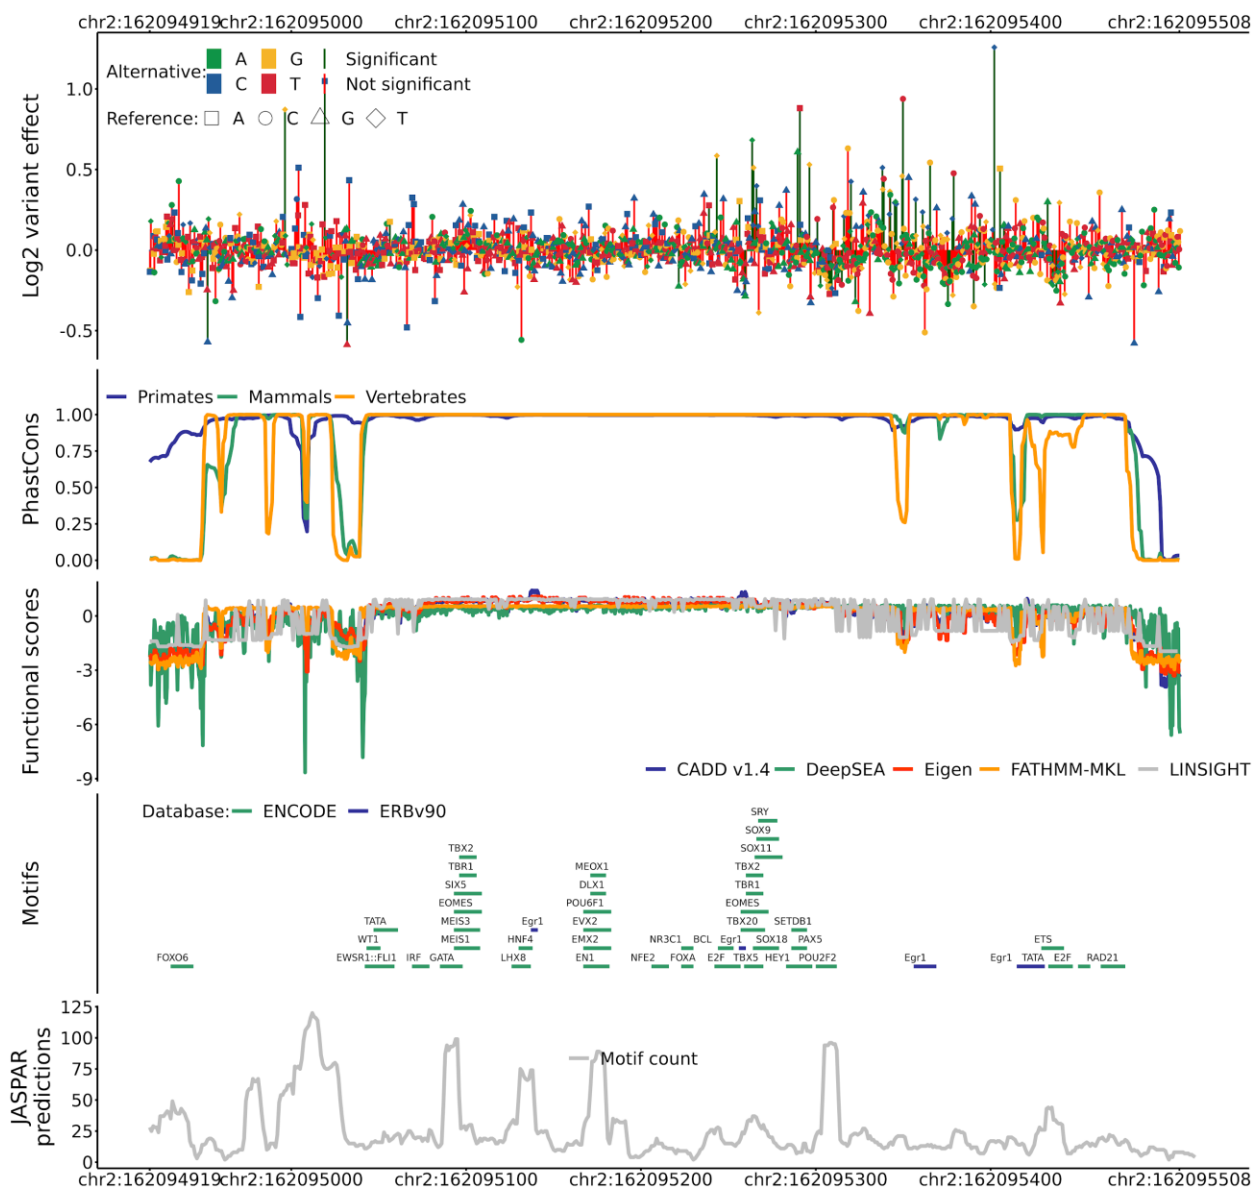 chr2:162094919 chr2:162095000 chr2:162095100 chr2:162095200 chr2:162095300 chr2:162095400 chr2:162095508
Log2 variant effect
1.0
0.5
0.0
-0.5
Alternative: A G Significant
C T Not significant
Reference: A C G T
PhastCons
Primates Mammals Vertebrates
1.00
0.75
0.50
0.25
0.00
Functional scores
0
-3
-6
-9
CADD v1.4 DeepSEA Eigen FATHMM-MKL LINSIGHT
Motifs
Database: ENCODE ERBv90
SRY
SOX9
TBX2 SOX11
TBR1 MEOX1 TBX2
SIX5 DLX1 TBR1
EOMES POU6F1 EOMES
TATA MEIS3 Egr1 EVX2 TBX20 SETDB1
WT1 MEIS1 HNF4 EMX2 NR3C1 BCL Egr1 SOX18 PAX5 ETS
FOXO6 EWSR1::FLI1 IRF GATA LHX8 EN1 NFE2 FOXA E2F TBX5 HEY1 POU2F2 Egr1 Egr1 TATA E2F RAD21
JASPAR
predictions
125
100
75
50
25
0
Motif count
chr2:162094919 chr2:162095000 chr2:162095100 chr2:162095200 chr2:162095300 chr2:162095400 chr2:162095508